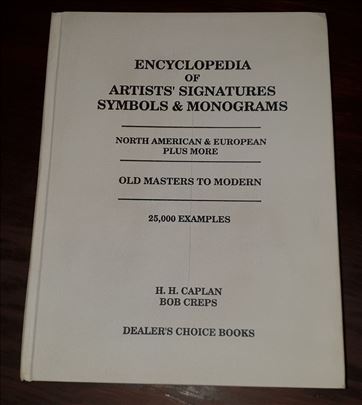 ENCYCLOPEDIA
OF
ARTISTS' SIGNATURES
SYMBOLS & MONOGRAMS
NORTH AMERICAN & EUROPEAN
PLUS MORE
OLD MASTERS TO MODERN
25,000 EXAMPLES
H. H. CAPLAN
BOB CREPS
DEALER'S CHOICE BOOKS